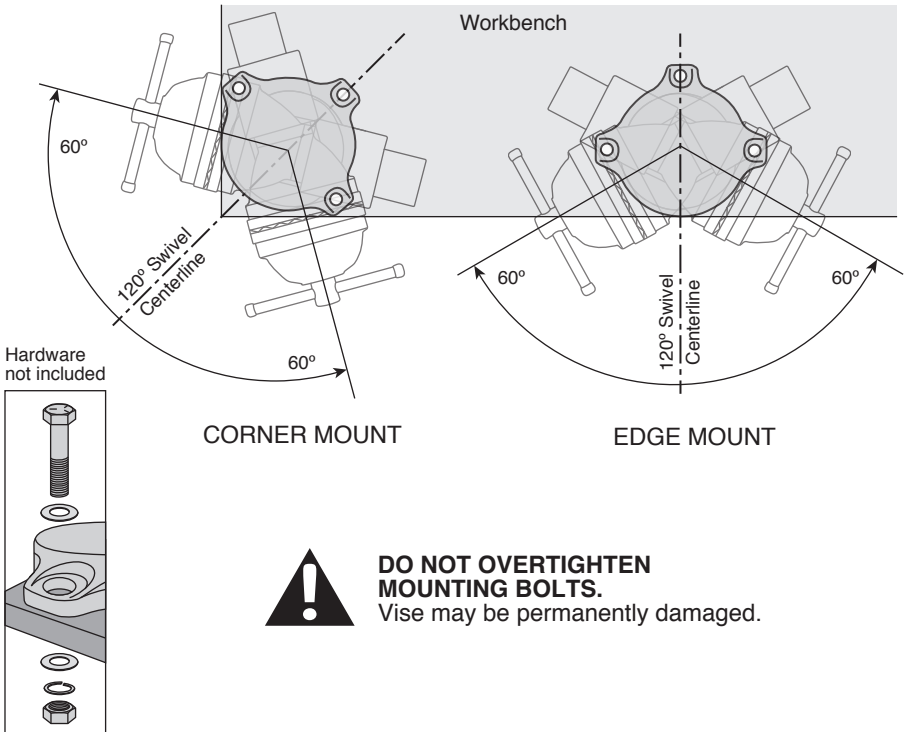 Workbench
60º
120º Swivel
Centerline
60º
60º
120º Swivel
Centerline
60º
Hardware
not included
CORNER MOUNT
EDGE MOUNT
DO NOT OVERTIGHTEN
MOUNTING BOLTS.
Vise may be permanently damaged.